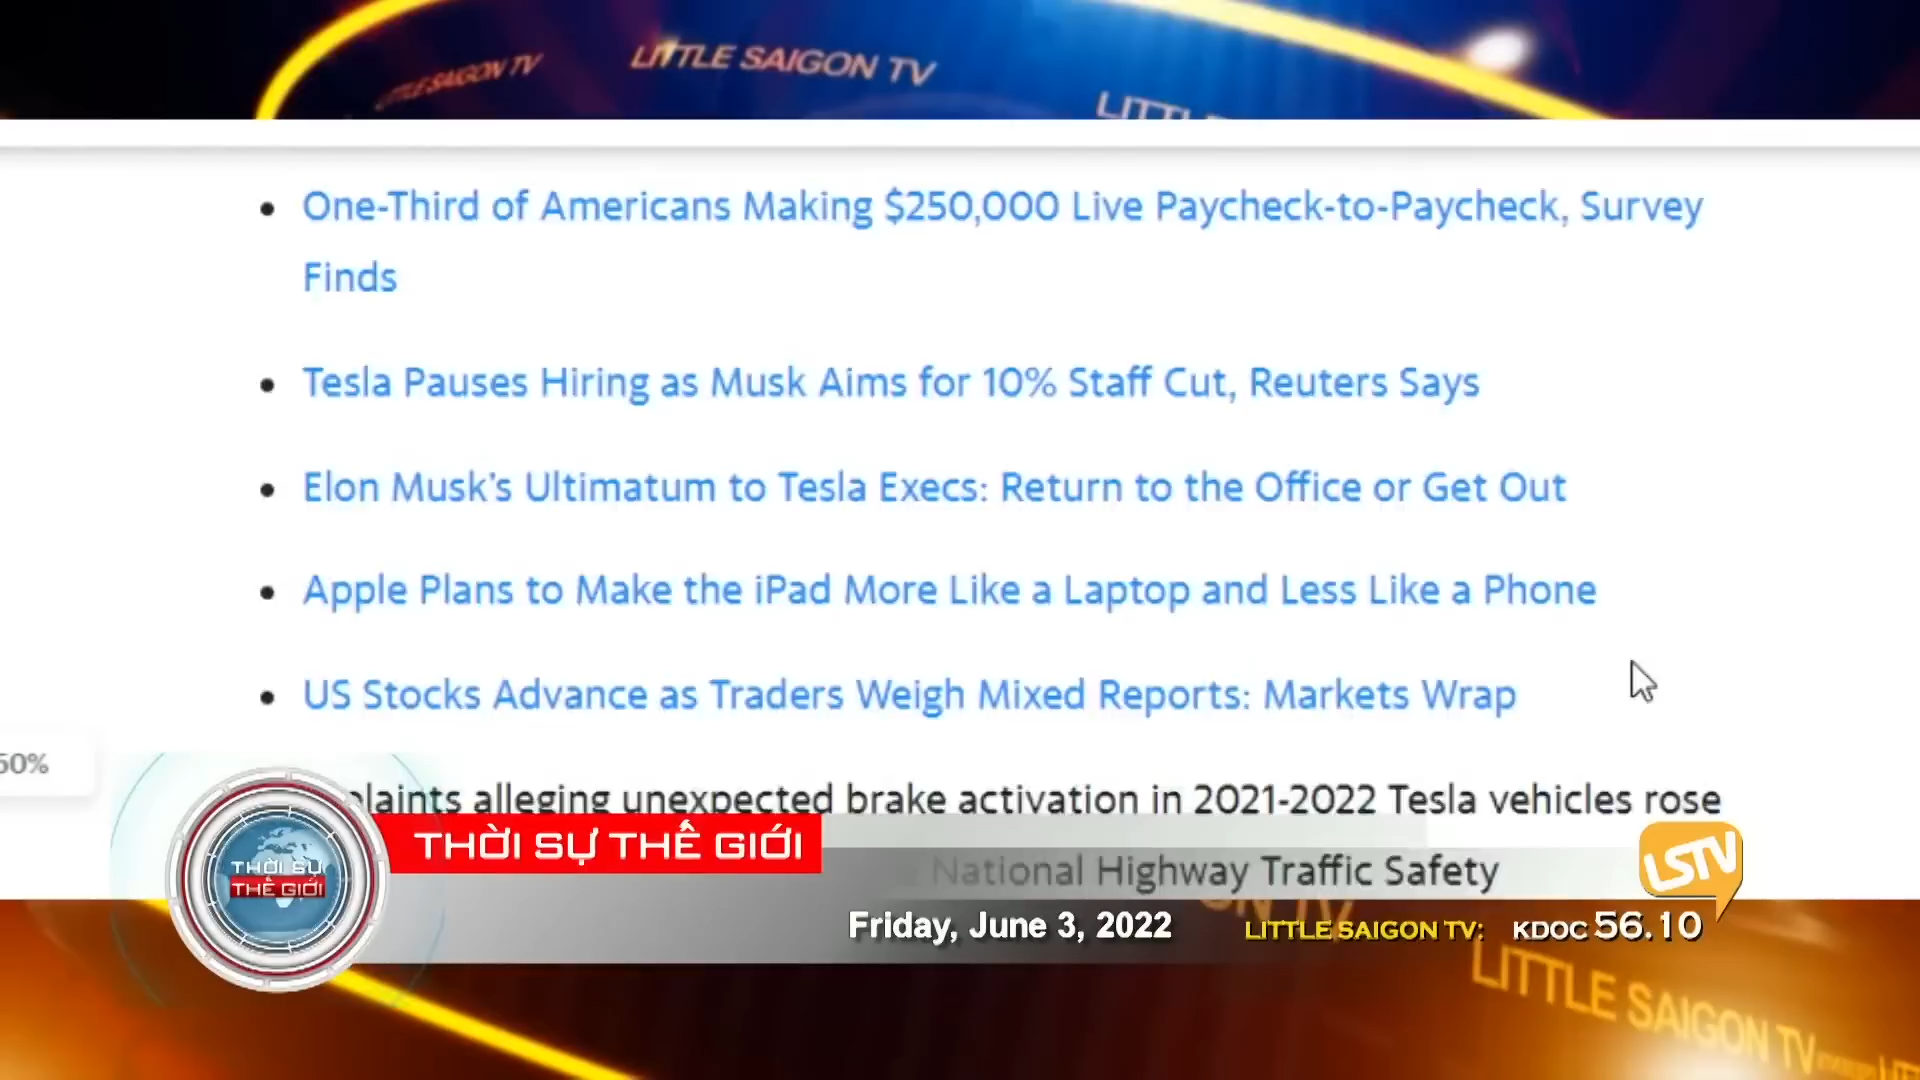 LITTLE SAIGON TV
LITTLE SAIGON TV
One-Third of Americans Making $250,000 Live Paycheck-to-Paycheck, Survey
Finds
Tesla Pauses Hiring as Musk Aims for 10% Staff Cut, Reuters Says
Elon Musk's Ultimatum to Tesla Execs: Return to the Office or Get Out
Apple Plans to Make the iPad More Like a Laptop and Less Like a Phone
US Stocks Advance as Traders Weigh Mixed Reports: Markets Wrap
50%
alleging unexpected brake activation in 2021-2022 Tesla vehicles rose
THỜI SỰ THẾ GIỚI
THỜI SỰ
THẾ GIỚI
National Highway Traffic Safety
LSTV
Friday, June 3, 2022 LITTLE SAIGON TV: KDOC 56.10
LITTLE SAIGON TV